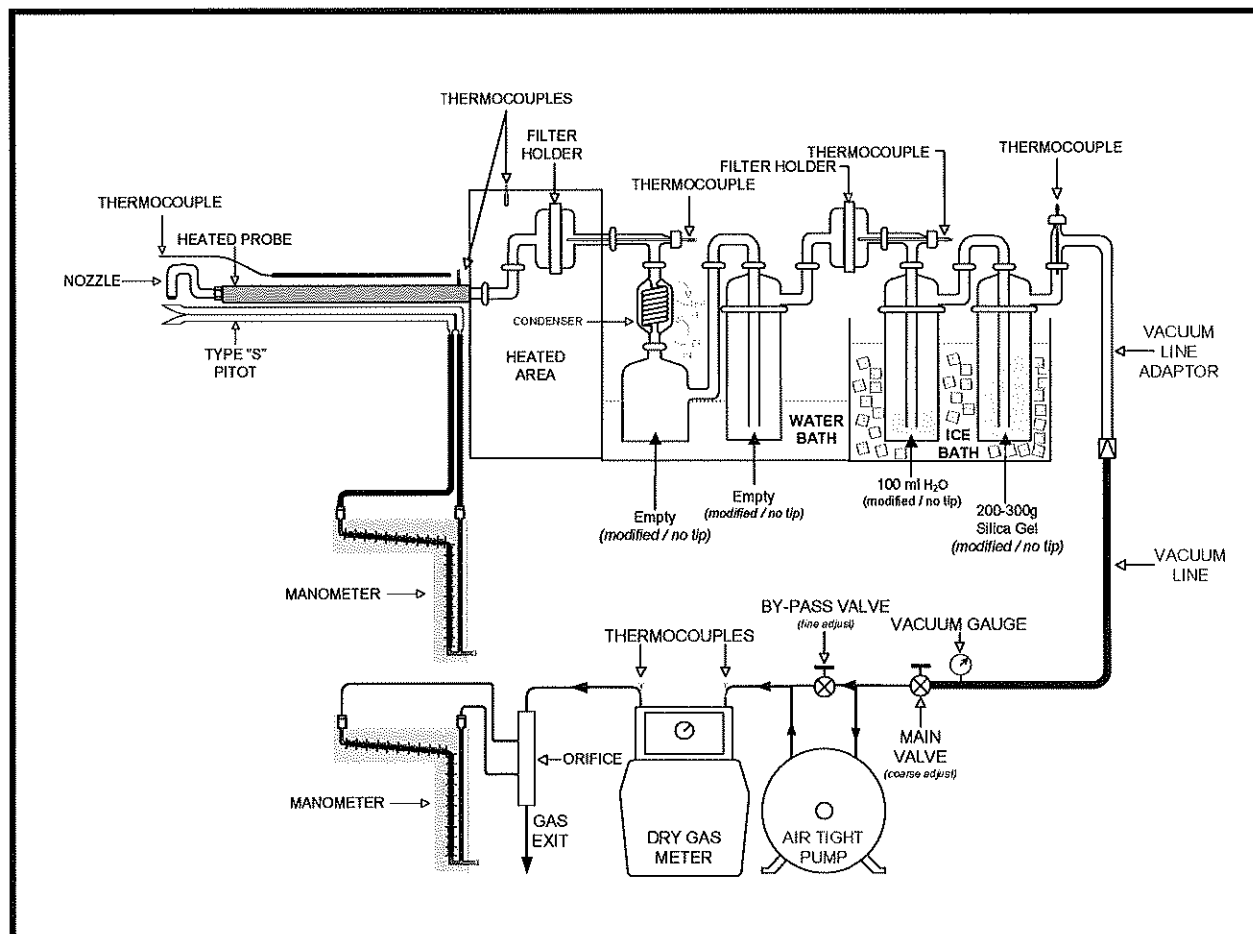 THERMOCOUPLES
FILTER
HOLDER
THERMOCOUPLE
FILTER HOLDER
THERMOCOUPLE
THERMOCOUPLE
THERMOCOUPLE
HEATED PROBE
NOZZLE
TYPE "S"
PITOT
CONDENSER
HEATED
AREA
WATER
BATH
ICE
BATH
VACUUM
LINE
ADAPTOR
Empty
(modified / no tip)
Empty
(modified / no tip)
100 ml H₂O
(modified / no tip)
200-300g
Silica Gel
(modified / no tip)
VACUUM
LINE
MANOMETER
THERMOCOUPLES
BY-PASS VALVE
(fine adjust)
VACUUM GAUGE
MAIN
VALVE
(coarse adjust)
ORIFICE
MANOMETER
GAS
EXIT
DRY GAS
METER
AIR TIGHT
PUMP